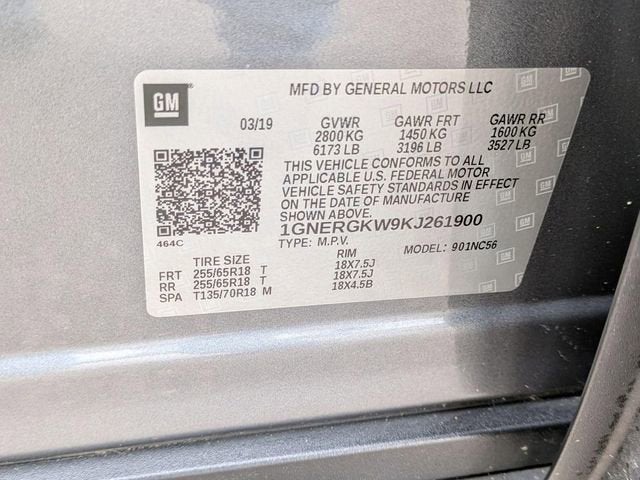 GM
MFD BY GENERAL MOTORS LLC
03/19 GVWR GAWR FRT GAWR RR
2800 KG 1450 KG 1600 KG
6173 LB 3196 LB 3527 LB
THIS VEHICLE CONFORMS TO ALL
APPLICABLE U.S. FEDERAL MOTOR
VEHICLE SAFETY STANDARDS IN EFFECT
ON THE DATE OF MANUFACTURE
SHOWN ABOVE.
464C
1GNERGKW9KJ261900
TYPE: M.P.V. MODEL: 901NC56
TIRE SIZE RIM
FRT 255/65R18 T 18X7.5J
RR 255/65R18 T 18X7.5J
SPA T135/70R18 M 18X4.5B